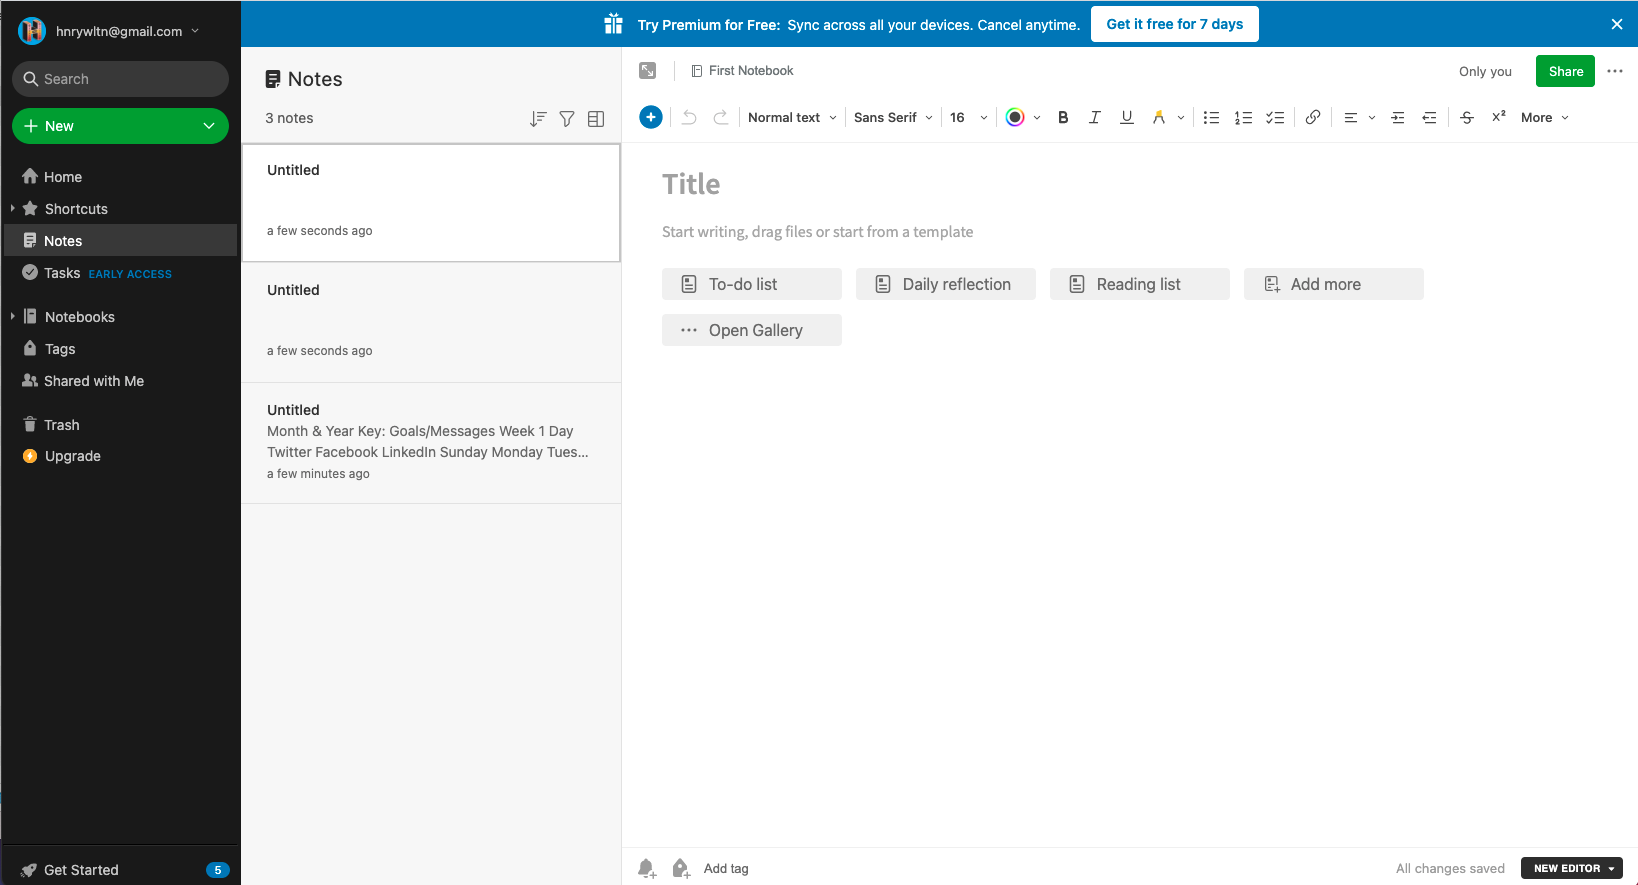 hnrywltn@gmail.com
Search
New
Home
Shortcuts
Notes
Tasks EARLY ACCESS
Notebooks
Tags
Shared with Me
Trash
Upgrade
Get Started 5
Try Premium for Free: Sync across all your devices. Cancel anytime. Get it free for 7 days
Notes
3 notes
Untitled
a few seconds ago
Untitled
a few seconds ago
Untitled
Month & Year Key: Goals/Messages Week 1 Day
Twitter Facebook LinkedIn Sunday Monday Tues...
a few minutes ago
First Notebook Only you Share
Normal text Sans Serif 16 B I U X² More
Title
Start writing, drag files or start from a template
To-do list Daily reflection Reading list Add more
Open Gallery
Add tag All changes saved NEW EDITOR